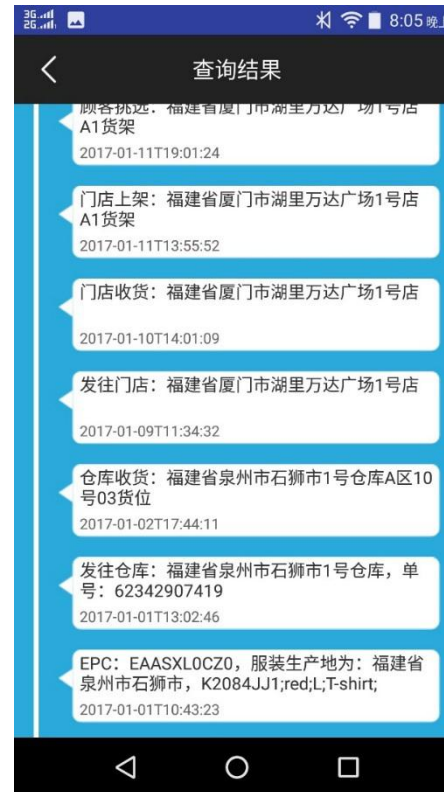 3G
2G
8:05 晚上
查询结果
顾客挑选：福建省厦门市湖里万达广场1号店
A1货架
2017-01-11T19:01:24
门店上架：福建省厦门市湖里万达广场1号店
A1货架
2017-01-11T13:55:52
门店收货：福建省厦门市湖里万达广场1号店
2017-01-10T14:01:09
发往门店：福建省厦门市湖里万达广场1号店
2017-01-09T11:34:32
仓库收货：福建省泉州市石狮市1号仓库A区10
号03货位
2017-01-02T17:44:11
发往仓库：福建省泉州市石狮市1号仓库，单
号：62342907419
2017-01-01T13:02:46
EPC：EAASXL0CZ0，服装生产地为：福建省
泉州市石狮市，K2084JJ1;red;L;T-shirt;
2017-01-01T10:43:23